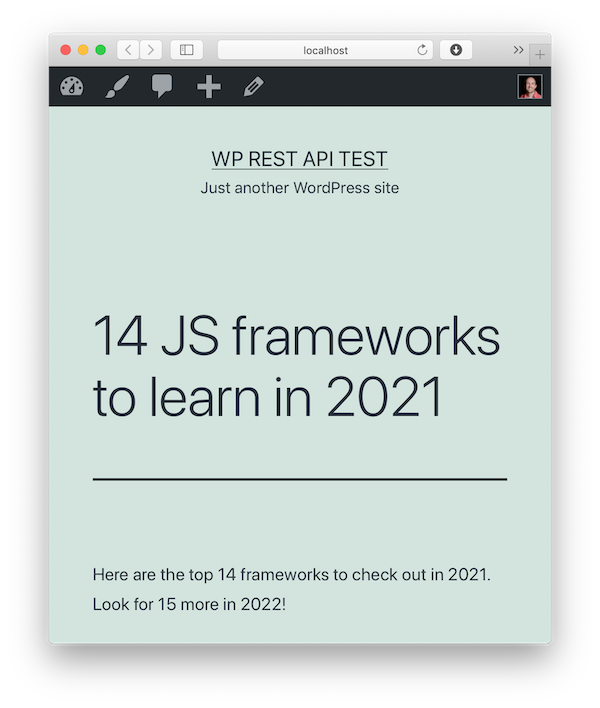 localhost
WP REST API TEST
Just another WordPress site
14 JS frameworks
to learn in 2021
Here are the top 14 frameworks to check out in 2021.
Look for 15 more in 2022!